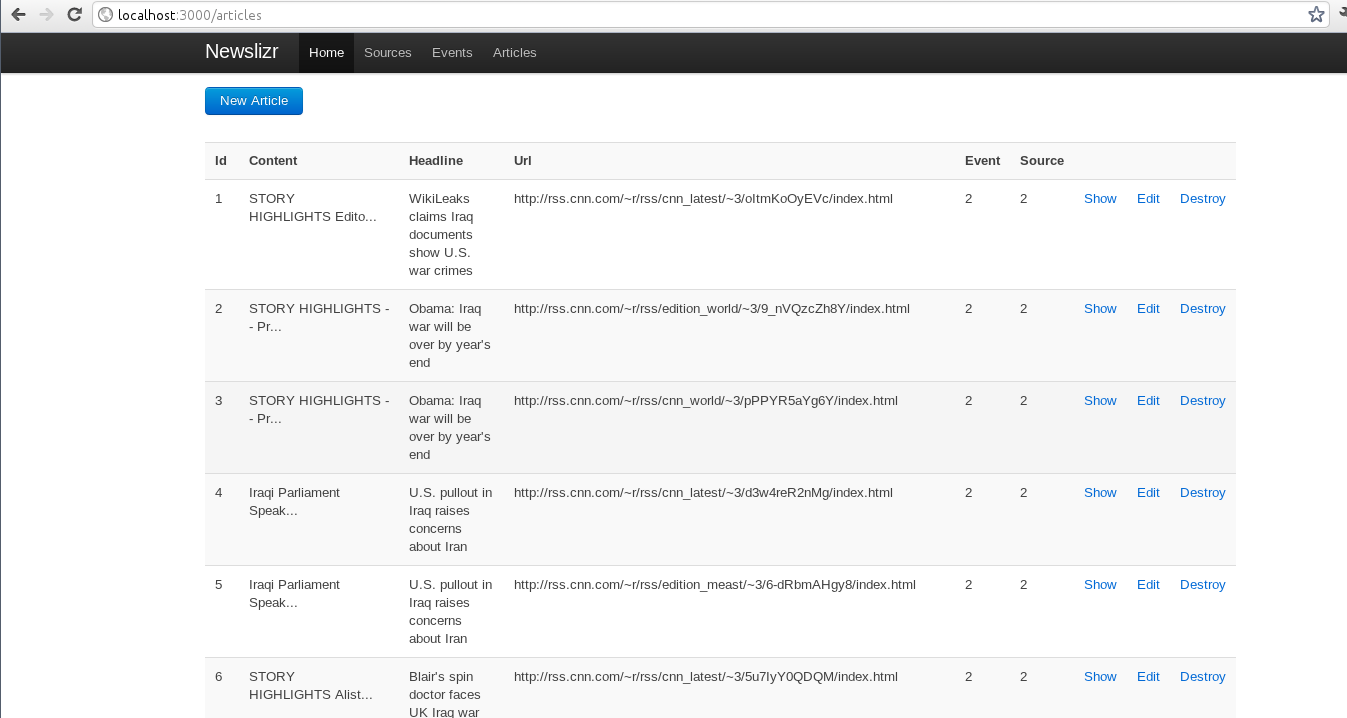 localhost:3000/articles
Newslizr Home Sources Events Articles
New Article
Id Content Headline Url Event Source
1 STORY HIGHLIGHTS Edito... WikiLeaks claims Iraq documents show U.S. war crimes http://rss.cnn.com/~r/rss/cnn_latest/~3/oItmKoOyEVc/index.html 2 2 Show Edit Destroy
2 STORY HIGHLIGHTS -- Pr... Obama: Iraq war will be over by year's end http://rss.cnn.com/~r/rss/edition_world/~3/9_nVQzcZh8Y/index.html 2 2 Show Edit Destroy
3 STORY HIGHLIGHTS -- Pr... Obama: Iraq war will be over by year's end http://rss.cnn.com/~r/rss/cnn_world/~3/pPPYR5aYg6Y/index.html 2 2 Show Edit Destroy
4 Iraqi Parliament Speak... U.S. pullout in Iraq raises concerns about Iran http://rss.cnn.com/~r/rss/cnn_latest/~3/d3w4reR2nMg/index.html 2 2 Show Edit Destroy
5 Iraqi Parliament Speak... U.S. pullout in Iraq raises concerns about Iran http://rss.cnn.com/~r/rss/edition_meast/~3/6-dRbmAHgy8/index.html 2 2 Show Edit Destroy
6 STORY HIGHLIGHTS Alist... Blair's spin doctor faces UK Iraq war http://rss.cnn.com/~r/rss/cnn_latest/~3/5u7IyY0QDQM/index.html 2 2 Show Edit Destroy